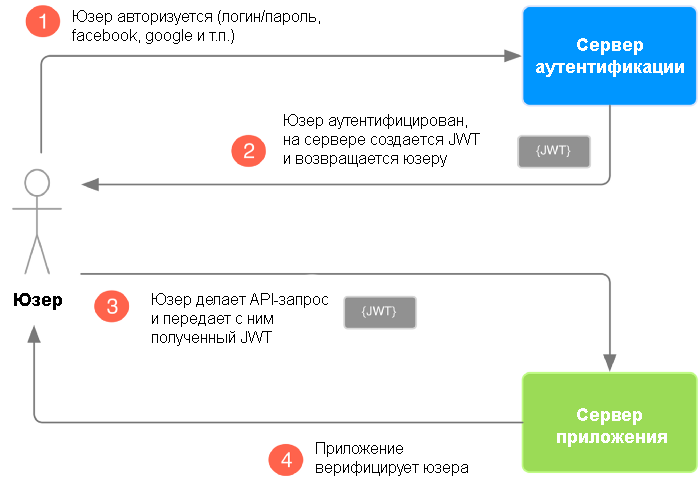 1
Юзер авторизуется (логин/пароль,
facebook, google и т.п.)
Сервер
аутентификации
2
Юзер аутентифицирован,
на сервере создается JWT
и возвращается юзеру
{JWT}
Юзер
3
Юзер делает API-запрос
и передает с ним
полученный JWT
{JWT}
Сервер
приложения
4
Приложение
верифицирует юзера